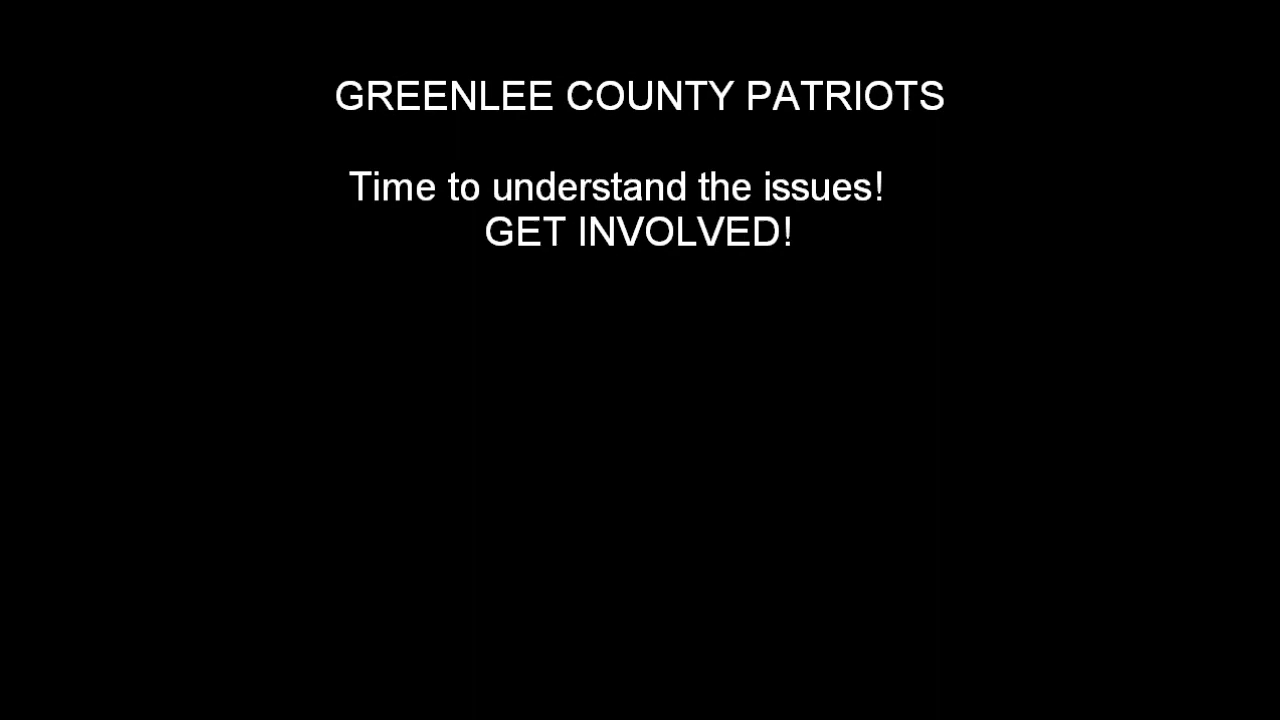 GREENLEE COUNTY PATRIOTS
Time to understand the issues!
GET INVOLVED!